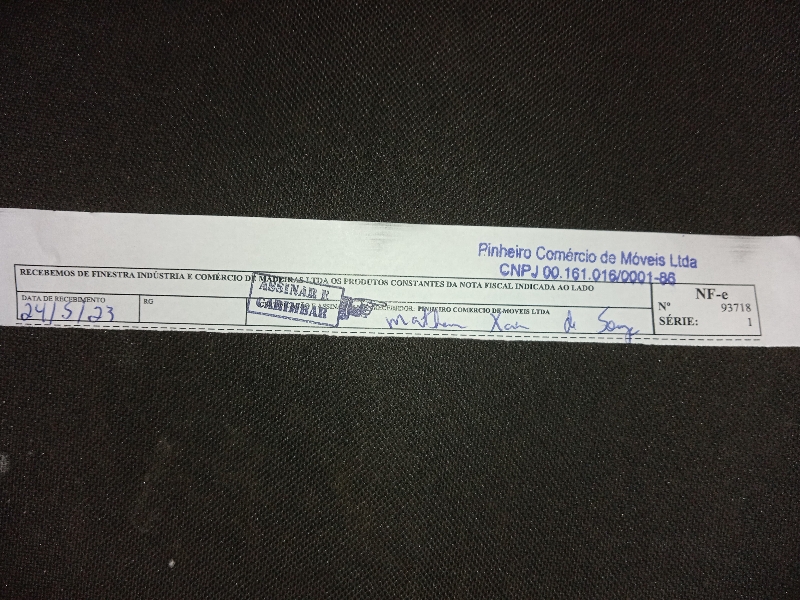 Pinheiro Comércio de Móveis Ltda
CNPJ 00.161.016/0001-86
RECEBEMOS DE FINESTRA INDÚSTRIA E COMÉRCIO DE MADEIRAS LTDA OS PRODUTOS CONSTANTES DA NOTA FISCAL INDICADA AO LADO
NF-e
Nº 93718
SÉRIE: 1
DATA DE RECEBIMENTO
24/5/23
RG
ASSINAR E
CARIMBAR
PINHEIRO COMERCIO DE MOVEIS LTDA
de